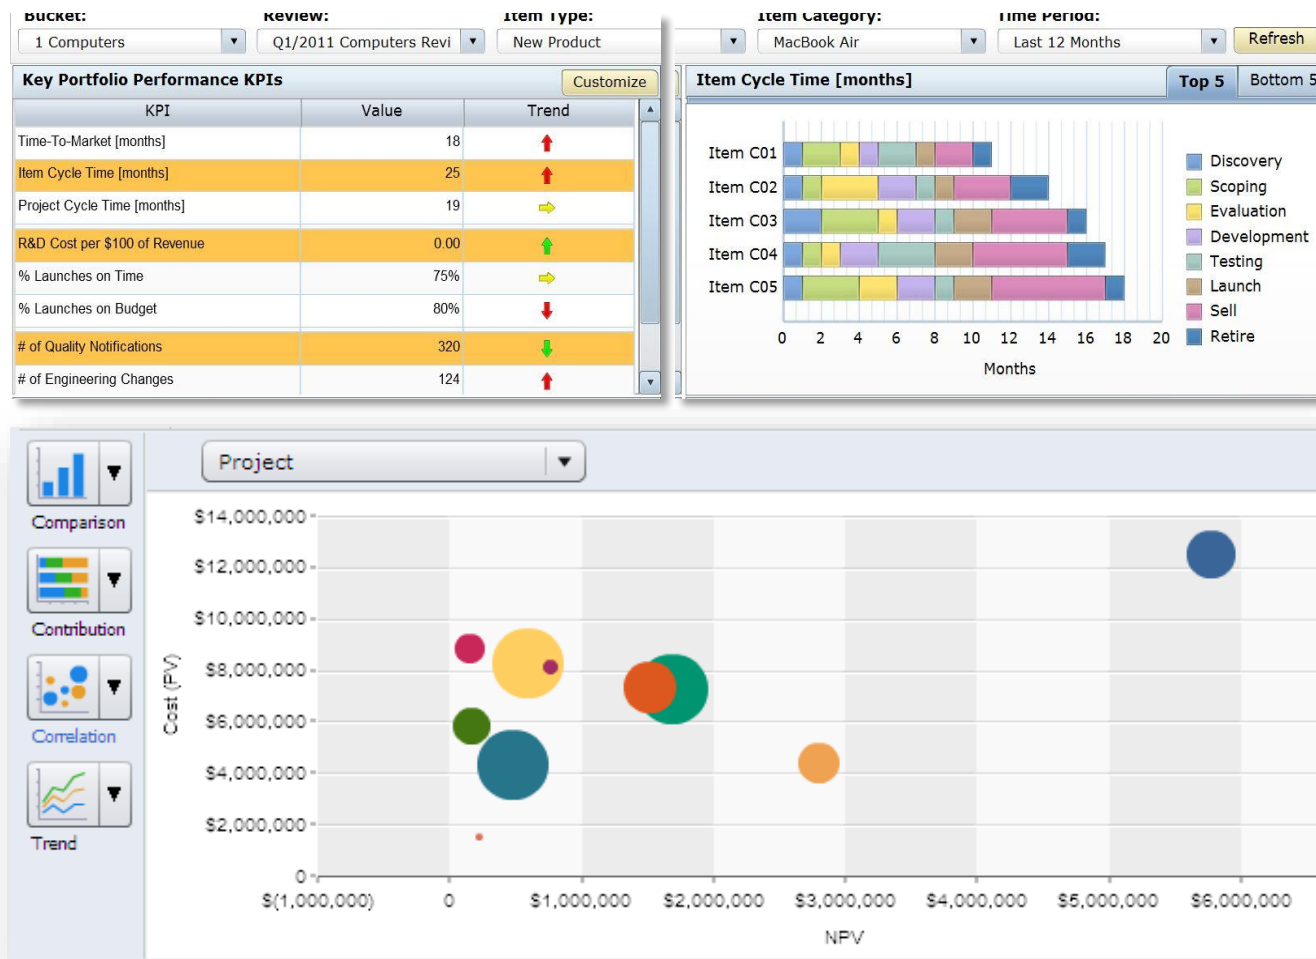 Bucket: Review: Item Type: Item Category: Time Period:
1 Computers Q1/2011 Computers Revi New Product MacBook Air Last 12 Months Refresh
Key Portfolio Performance KPIs Customize
KPI Value Trend
Time-To-Market [months] 18
Item Cycle Time [months] 25
Project Cycle Time [months] 19
R&D Cost per $100 of Revenue 0.00
% Launches on Time 75%
% Launches on Budget 80%
# of Quality Notifications 320
# of Engineering Changes 124
Item Cycle Time [months] Top 5 Bottom 5
Item C01
Item C02
Item C03
Item C04
Item C05
0 2 4 6 8 10 12 14 16 18 20
Months
Discovery
Scoping
Evaluation
Development
Testing
Launch
Sell
Retire
Comparison
Contribution
Correlation
Trend
Project
$14,000,000
$12,000,000
$10,000,000
$8,000,000
$6,000,000
$4,000,000
$2,000,000
0
Cost (PV)
$(1,000,000) 0 $1,000,000 $2,000,000 $3,000,000 $4,000,000 $5,000,000 $6,000,000
NPV